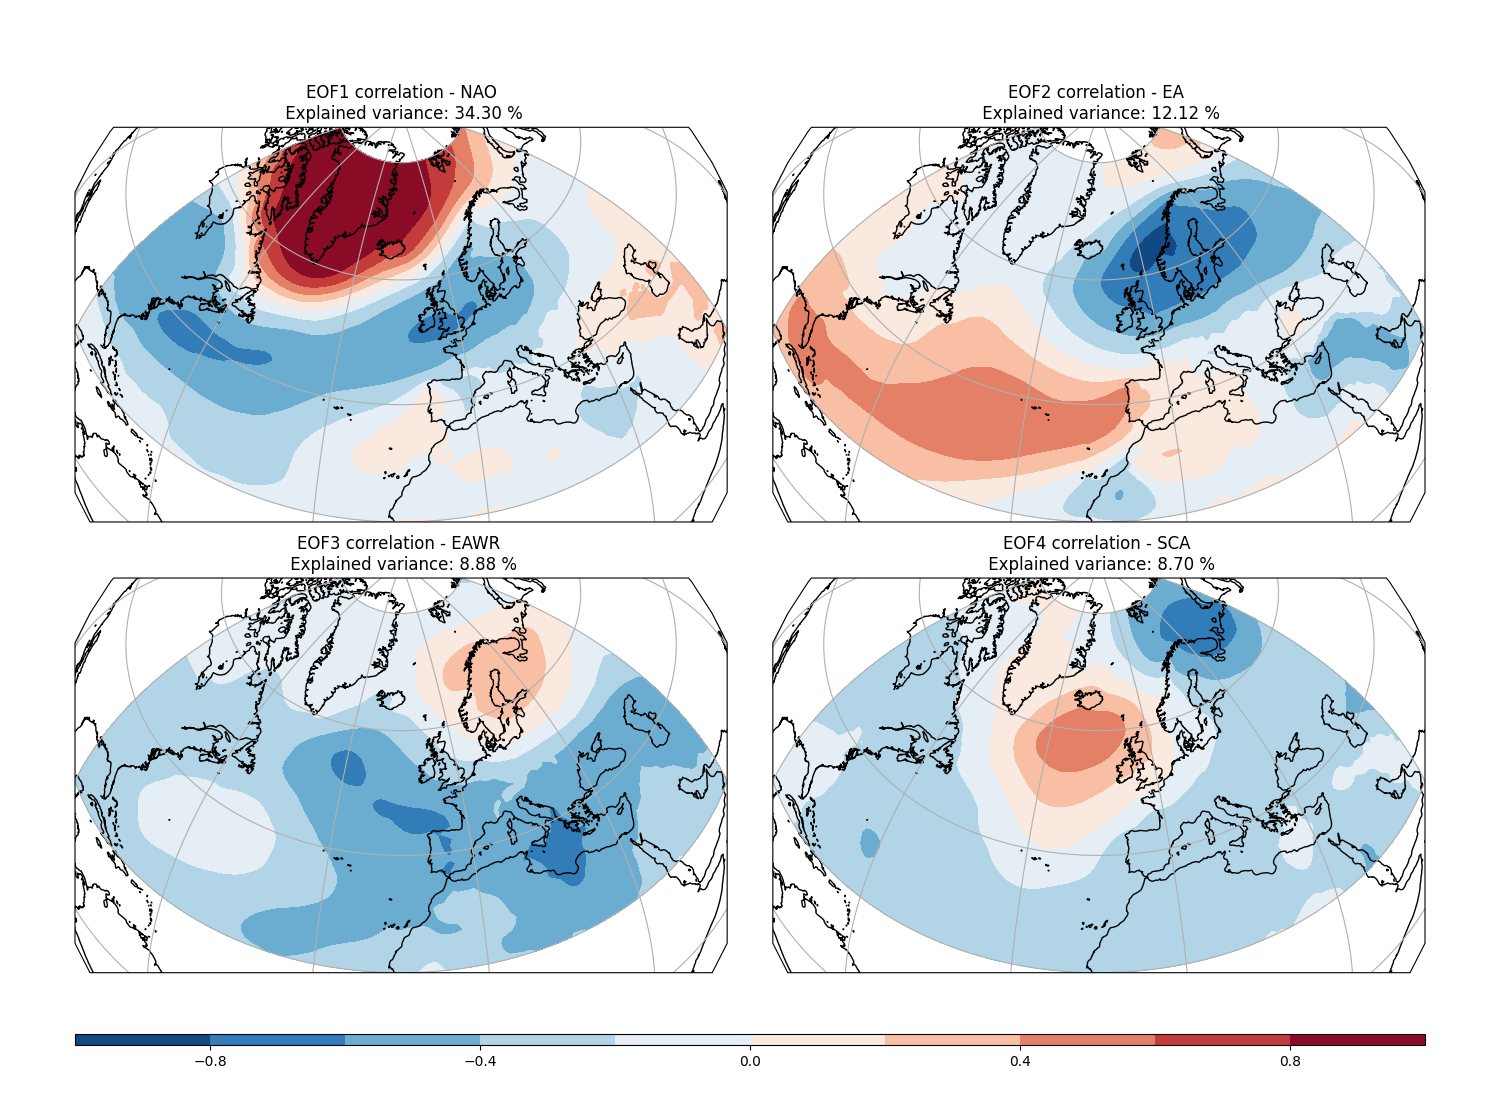 EOF1 correlation - NAO
Explained variance: 34.30 %
EOF2 correlation - EA
Explained variance: 12.12 %
EOF3 correlation - EAWR
Explained variance: 8.88 %
EOF4 correlation - SCA
Explained variance: 8.70 %
−0.8 −0.4 0.0 0.4 0.8